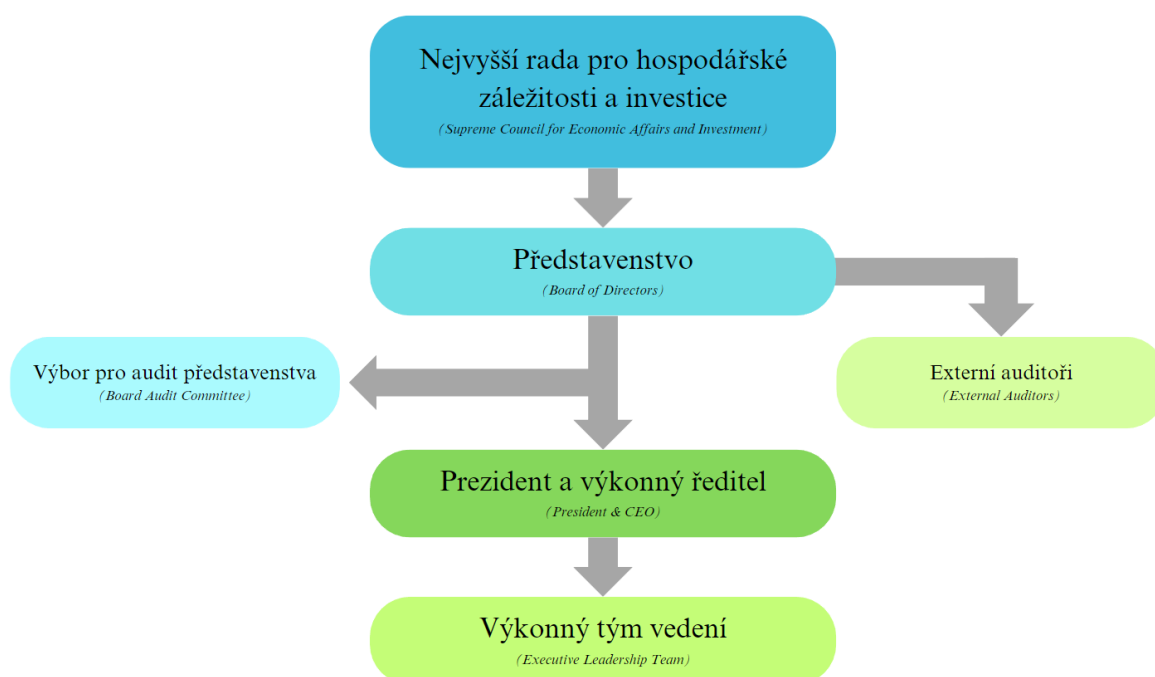 Nejvyšší rada pro hospodářské
záležitosti a investice
(Supreme Council for Economic Affairs and Investment)
Představenstvo
(Board of Directors)
Výbor pro audit představenstva
(Board Audit Committee)
Externí auditoři
(External Auditors)
Prezident a výkonný ředitel
(President & CEO)
Výkonný tým vedení
(Executive Leadership Team)